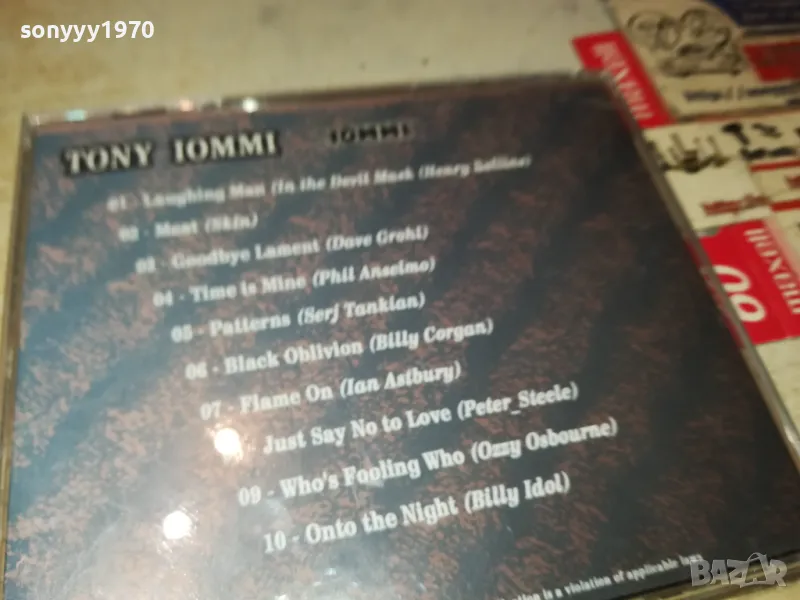 sonyyy1970
TONY IOMMI IOMMI
01 - Laughing Man (In the Devil Mask (Henry Rollins)
02 - Meat (Skin)
03 - Goodbye Lament (Dave Grohl)
04 - Time is Mine (Phil Anselmo)
05 - Patterns (Serj Tankian)
06 - Black Oblivion (Billy Corgan)
07 - Flame On (Ian Astbury)
Just Say No to Love (Peter_Steele)
09 - Who's Fooling Who (Ozzy Osbourne)
10 - Onto the Night (Billy Idol)
is a violation of applicable laws
90
BAZAR